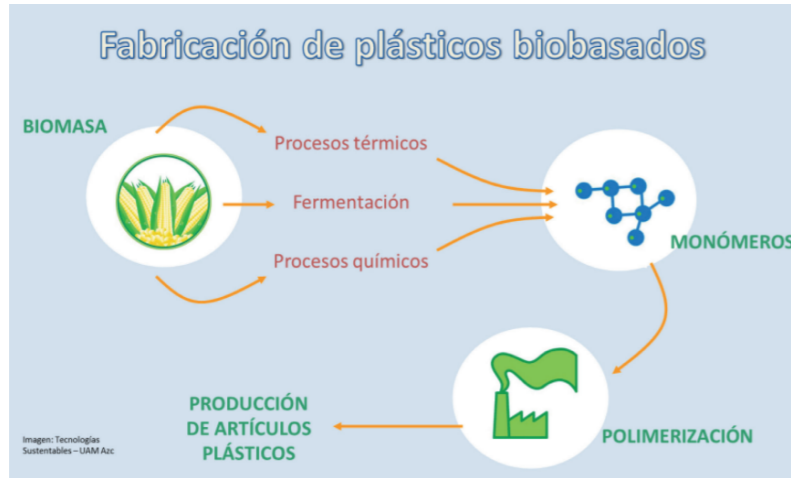 Fabricación de plásticos biobasados
BIOMASA
Procesos térmicos
Fermentación
Procesos químicos
MONÓMEROS
POLIMERIZACIÓN
PRODUCCIÓN
DE ARTÍCULOS
PLÁSTICOS
Imagen: Tecnologías
Sustentables – UAM Azc